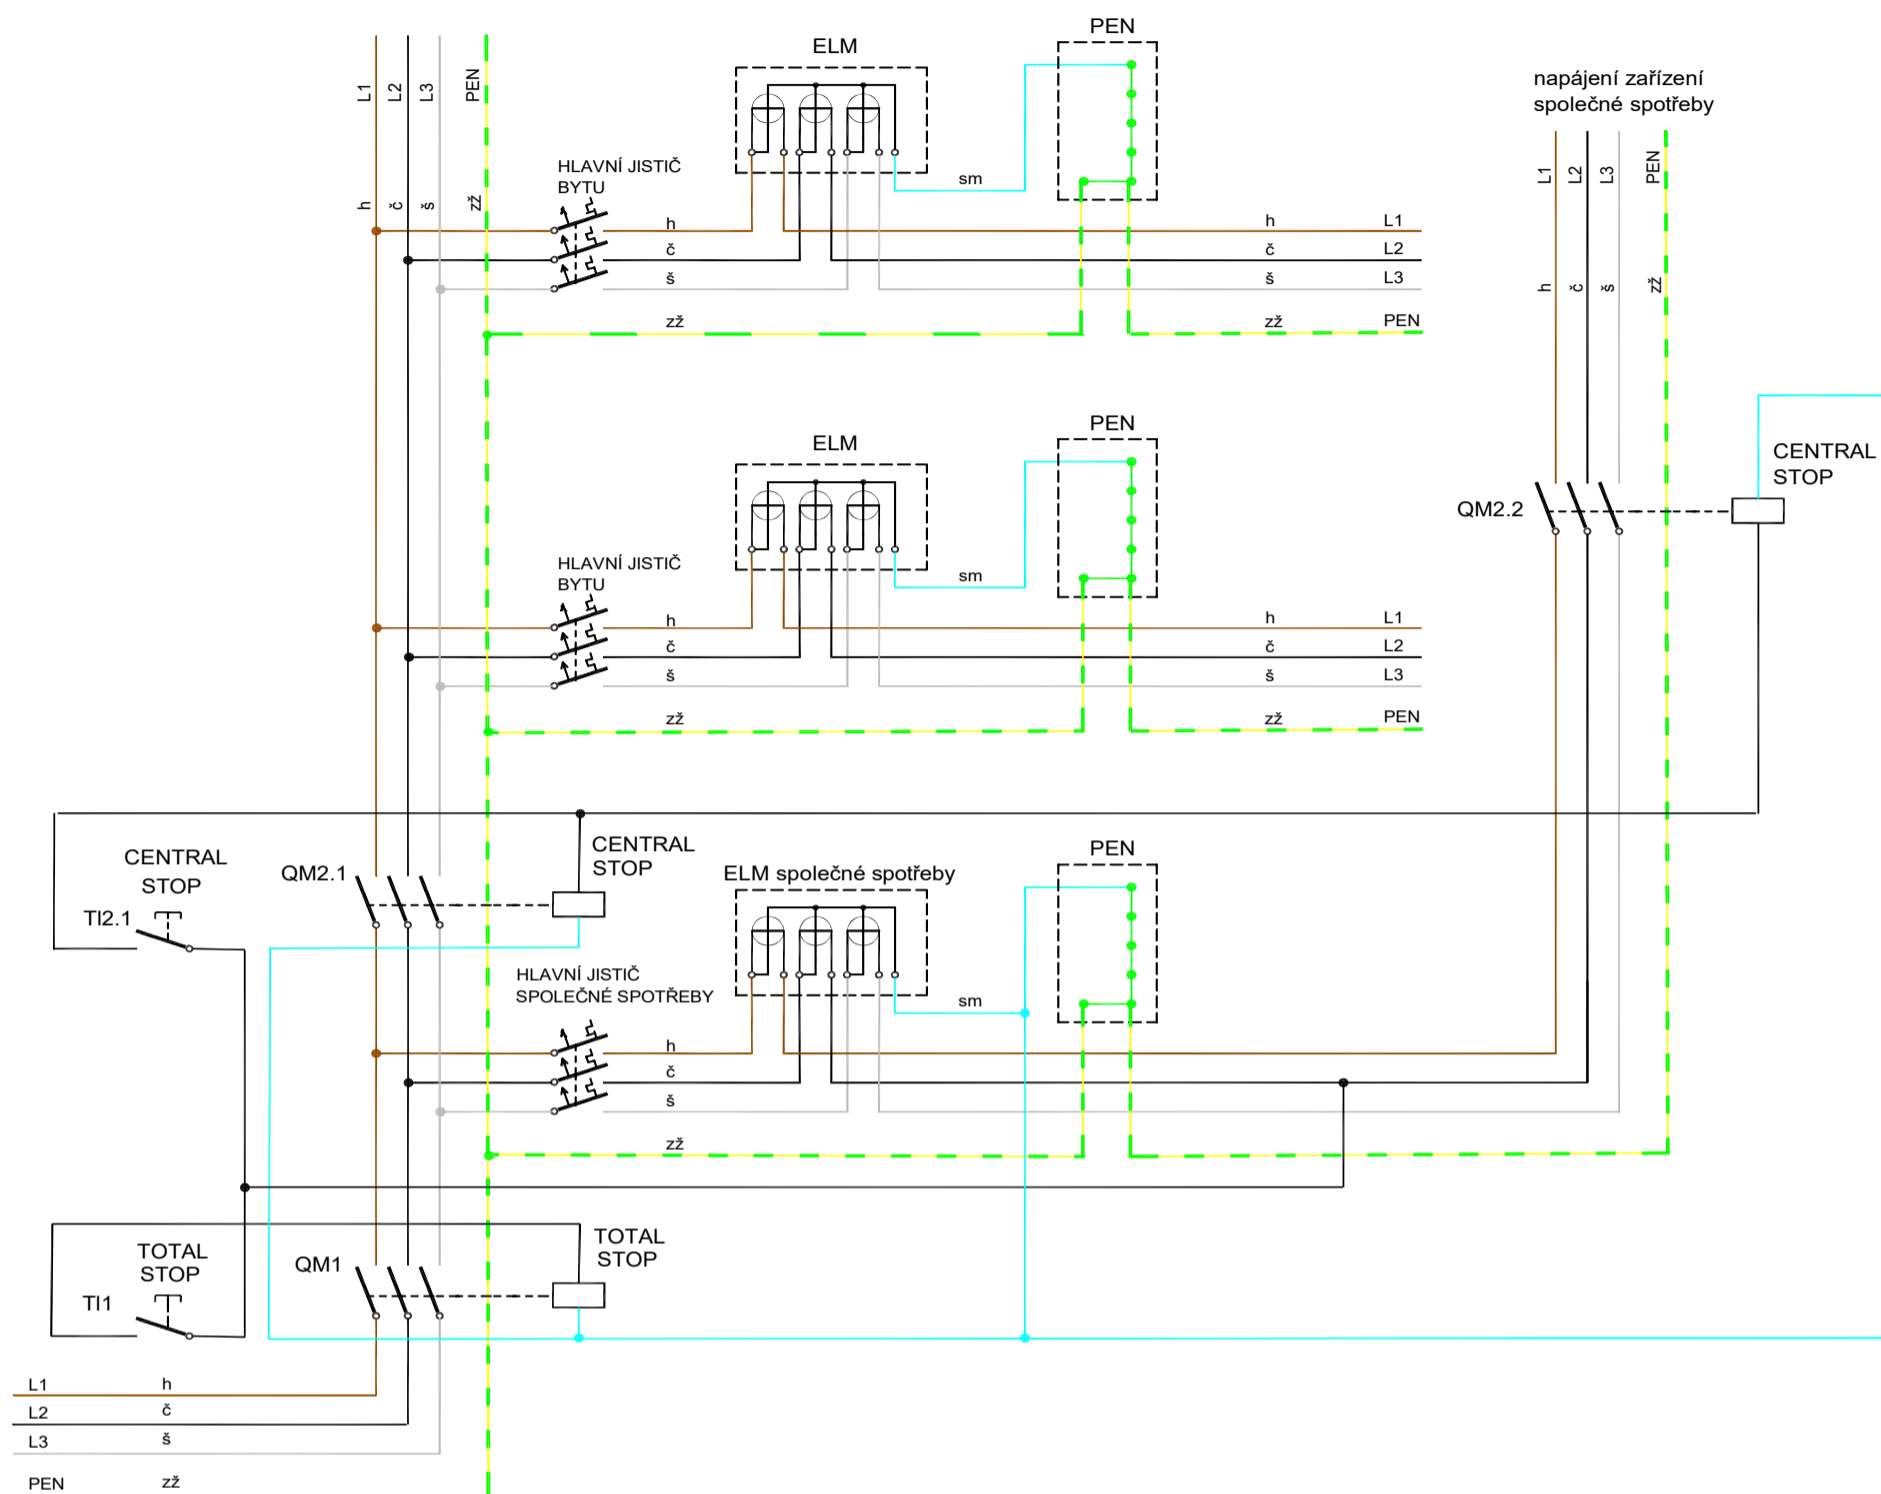 PEN
ELM
napájení zařízení
společné spotřeby
L1
L2
L3
PEN
HLAVNÍ JISTIČ
BYTU
sm
L1
L2
L3
PEN
h
č
š
zž
h
č
š
zž
h
č
š
zž
L1
L2
L3
PEN
h
č
š
zž
PEN
ELM
CENTRAL
STOP
QM2.2
HLAVNÍ JISTIČ
BYTU
sm
h
č
š
zž
h
č
š
zž
L1
L2
L3
PEN
CENTRAL
STOP
TI2.1
QM2.1
CENTRAL
STOP
ELM společné spotřeby
PEN
HLAVNÍ JISTIČ
SPOLEČNÉ SPOTŘEBY
sm
h
č
š
zž
TOTAL
STOP
TI1
QM1
TOTAL
STOP
L1 h
L2 č
L3 š
PEN zž